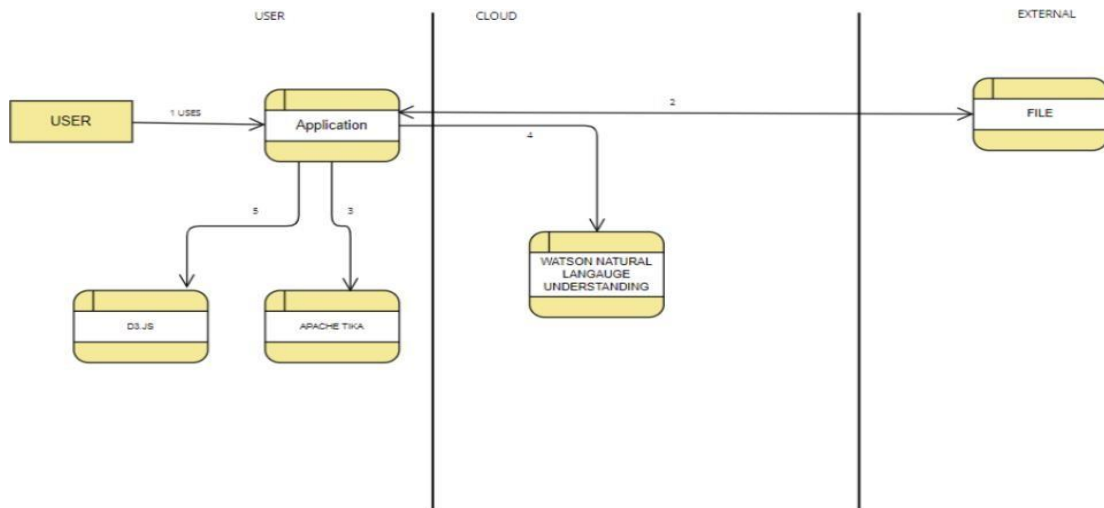 USER
CLOUD
EXTERNAL
USER
1 USES
Application
2
FILE
4
5
3
WATSON NATURAL
LANGAUGE
UNDERSTANDING
D3.JS
APACHE TIKA